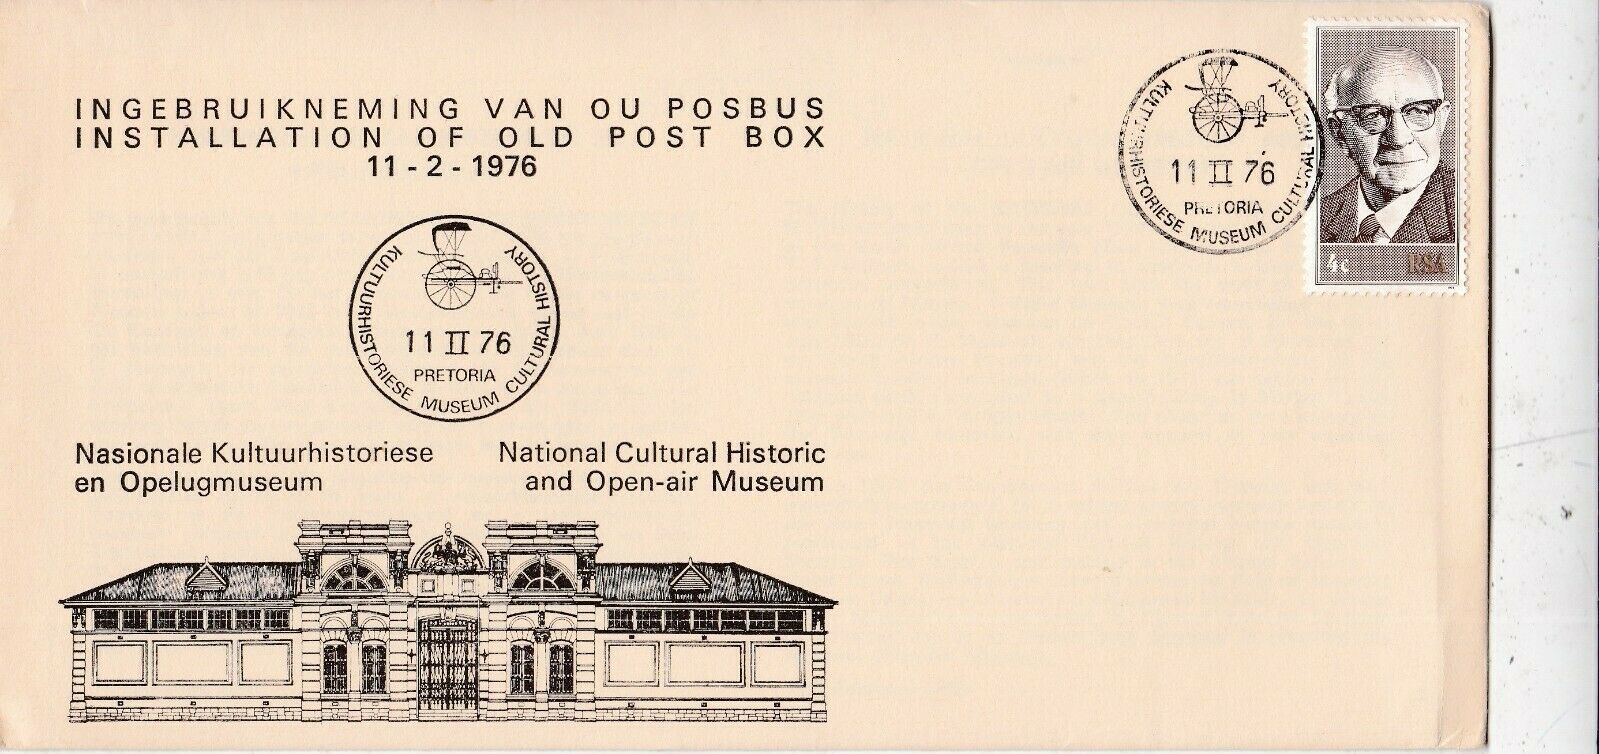 INGEBRUIKNEMING VAN OU POSBUS
INSTALLATION OF OLD POST BOX
11 - 2 - 1976
KULTUURHISTORIESE MUSEUM CULTURAL HISTORY
11 II 76
PRETORIA
Nasionale Kultuurhistoriese
en Opelugmuseum
National Cultural Historic
and Open-air Museum
KULTUURHISTORIESE MUSEUM CULTURAL HISTORY
11 II 76
PRETORIA
4c RSA